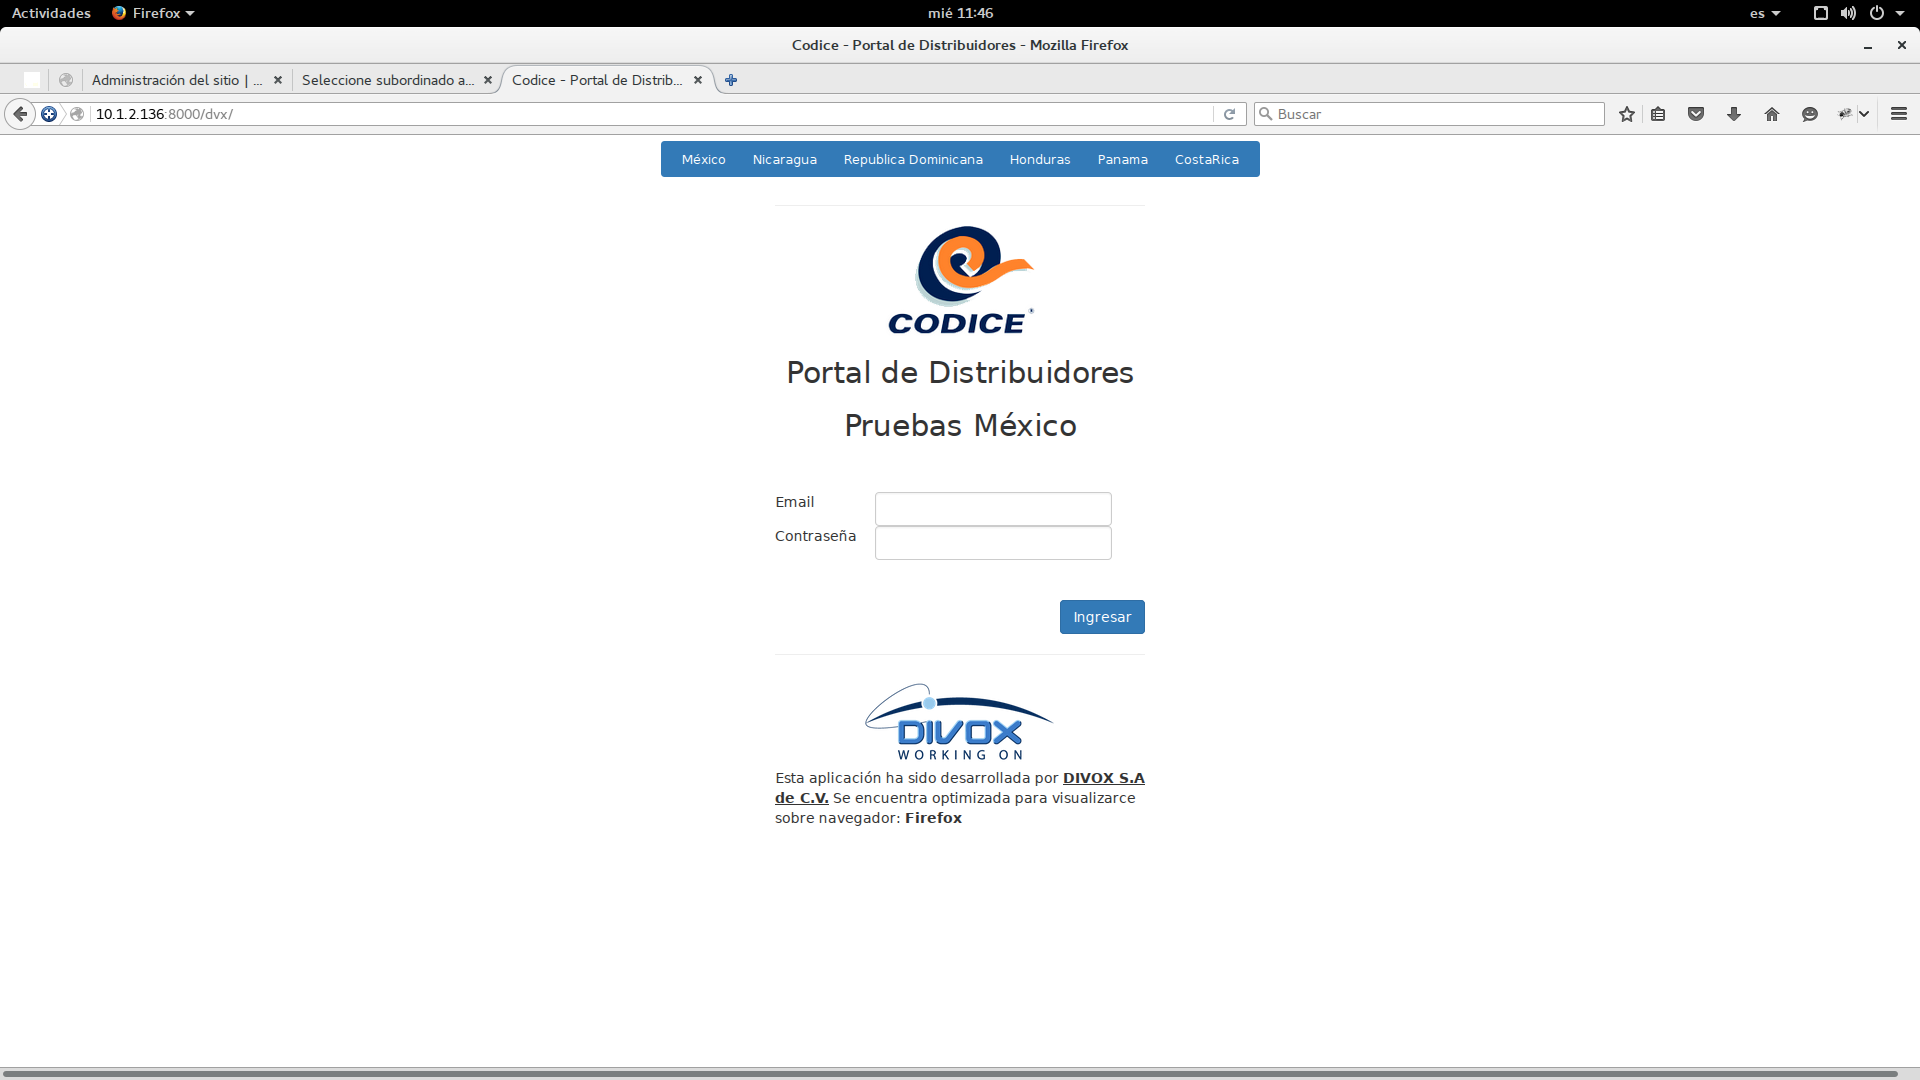 Actividades Firefox mié 11:46 es
Codice - Portal de Distribuidores - Mozilla Firefox
Administración del sitio | ... Seleccione subordinado a... Codice - Portal de Distrib...
10.1.2.136:8000/dvx/ Buscar
México Nicaragua Republica Dominicana Honduras Panama CostaRica
CODICE®
Portal de Distribuidores
Pruebas México
Email
Contraseña
Ingresar
DIVOX
WORKING ON
Esta aplicación ha sido desarrollada por DIVOX S.A
de C.V. Se encuentra optimizada para visualizarce
sobre navegador: Firefox